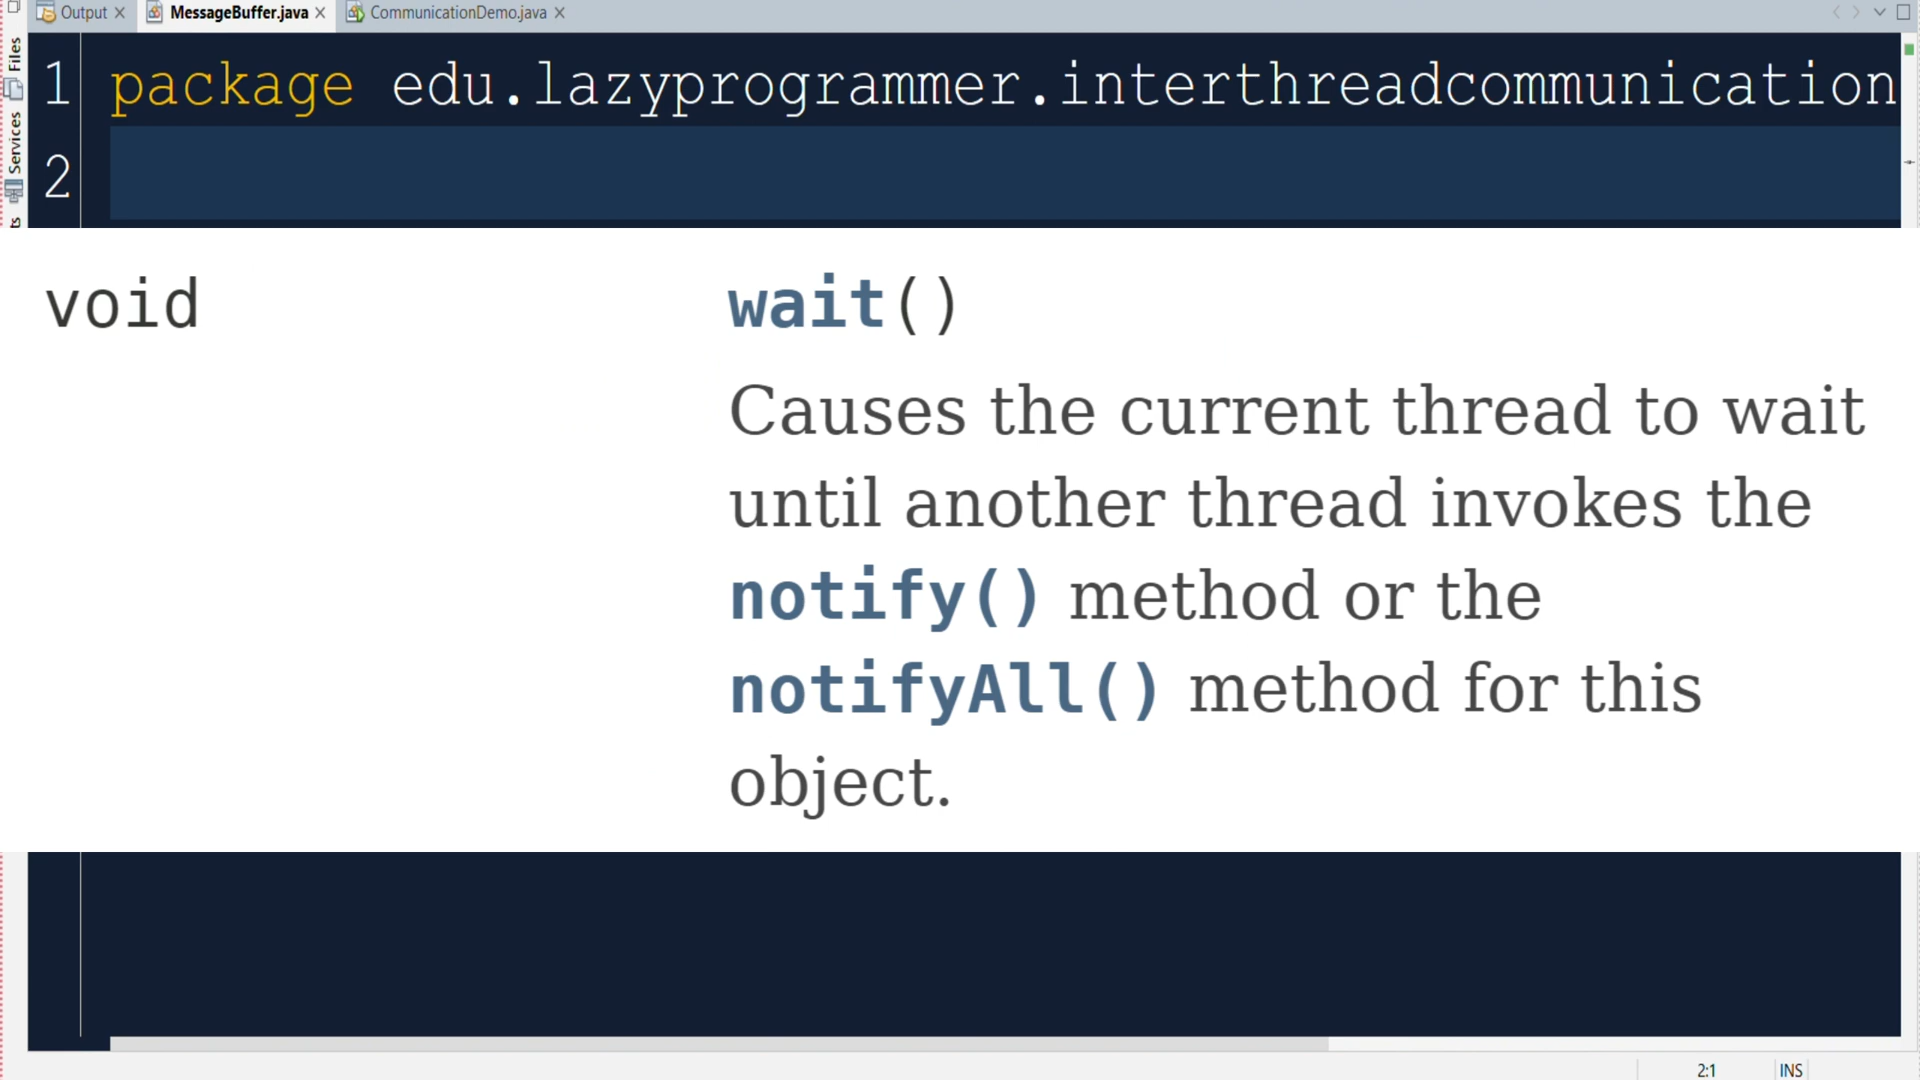 Output MessageBuffer.java CommunicationDemo.java
Files
Services
ts
1 package edu.lazyprogrammer.interthreadcommunication
2
void wait()
Causes the current thread to wait
until another thread invokes the
notify() method or the
notifyAll() method for this
object.
2:1 INS